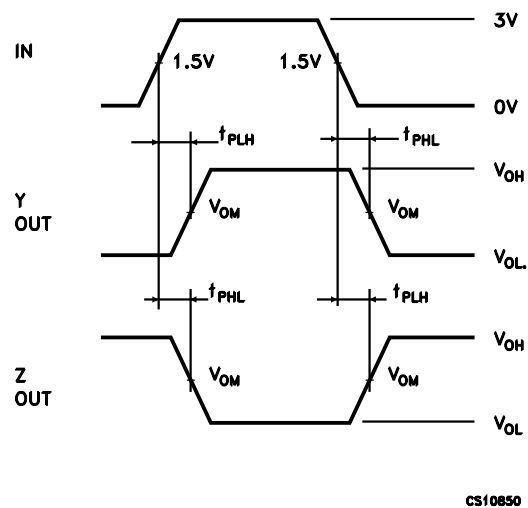 3V
IN
1.5V 1.5V
0V
tPLH tPHL
VOH
Y
OUT
VOM VOM
VOL.
tPHL tPLH
VOH
Z
OUT
VOM VOM
VOL
CS10850